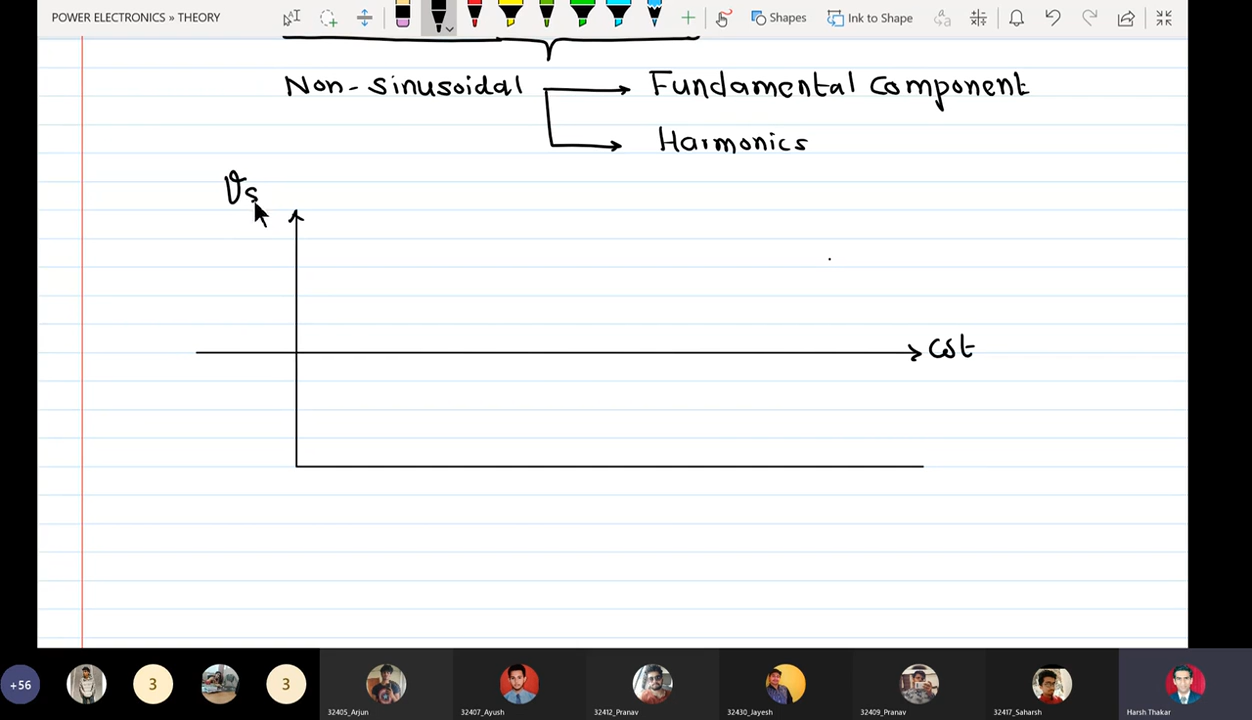 POWER ELECTRONICS » THEORY
Shapes
Ink to Shape
Non-sinusoidal
Fundamental component
Harmonics
Vs
ωt
+56
3
3
32405_Arjun
32407_Ayush
32412_Pranav
32430_Jayesh
32409_Pranav
32417_Saharsh
Harsh Thakar